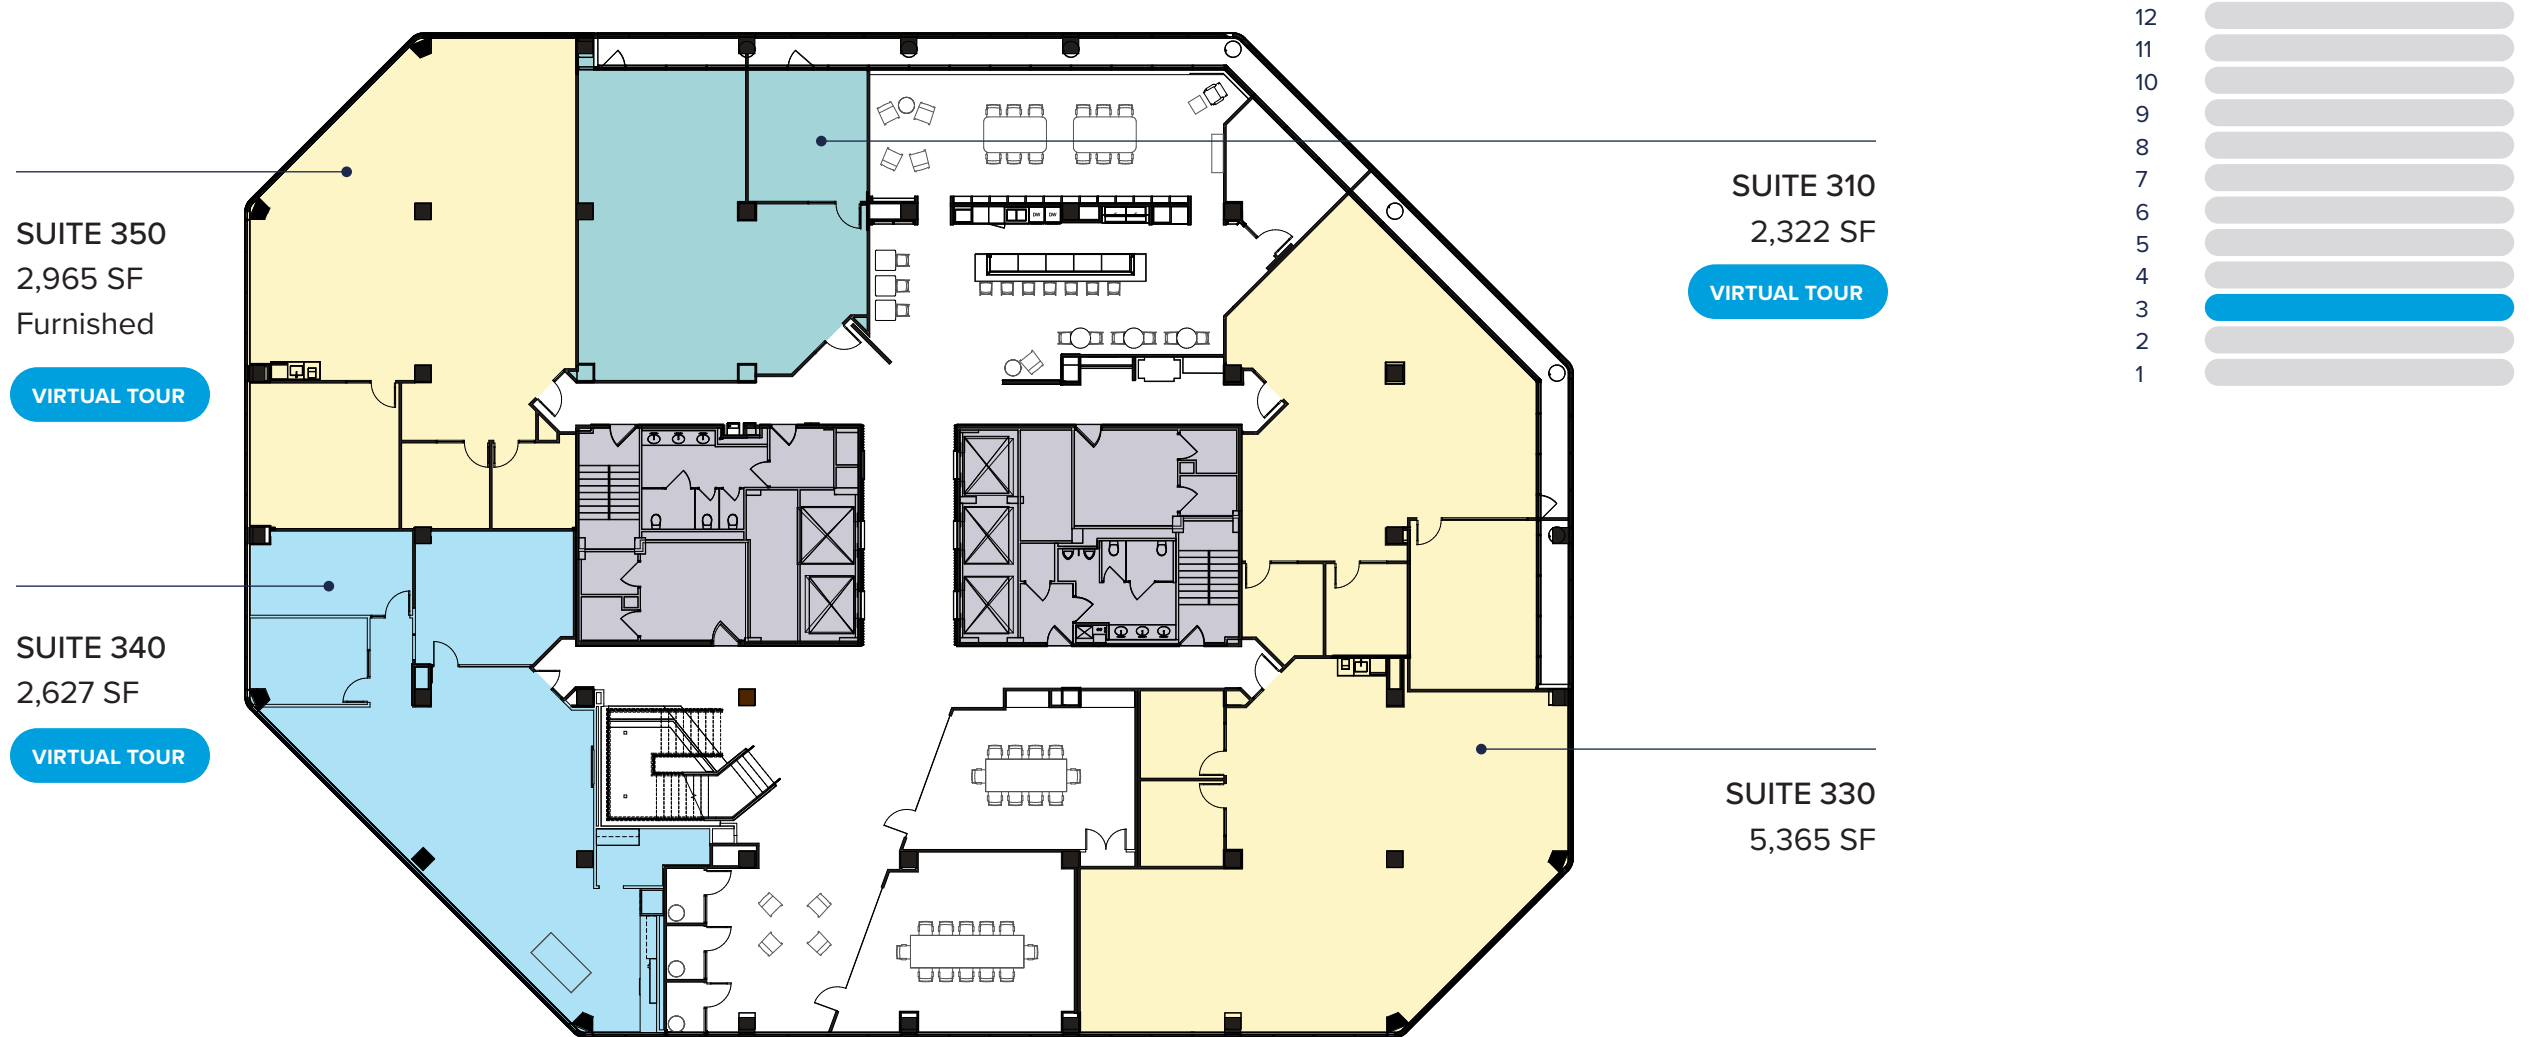 SUITE 350
2,965 SF
Furnished
VIRTUAL TOUR
SUITE 340
2,627 SF
VIRTUAL TOUR
DW DW
SUITE 310
2,322 SF
VIRTUAL TOUR
SUITE 330
5,365 SF
12
11
10
9
8
7
6
5
4
3
2
1